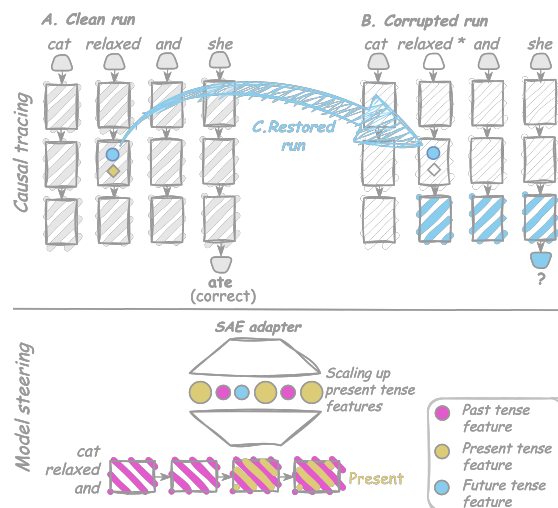 A. Clean run
B. Corrupted run
cat relaxed and she
cat relaxed * and she
Causal tracing
C.Restored
run
ate
(correct)
?
SAE adapter
Scaling up
present tense
features
Model steering
cat
relaxed
and
Present
Past tense
feature
Present tense
feature
Future tense
feature